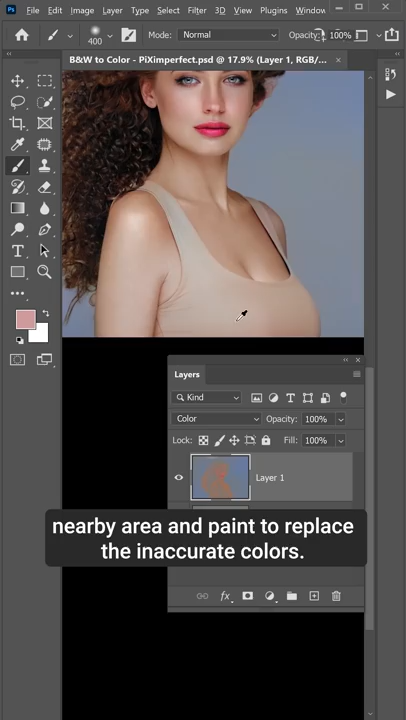 Ps File Edit Image Layer Type Select Filter 3D View Plugins Window
400 Mode: Normal Opacity: 100%
B&W to Color - PiXimperfect.psd @ 17.9% (Layer 1, RGB/...
Layers
Kind
Color Opacity: 100%
Lock: Fill: 100%
Layer 1
nearby area and paint to replace
the inaccurate colors.
fx